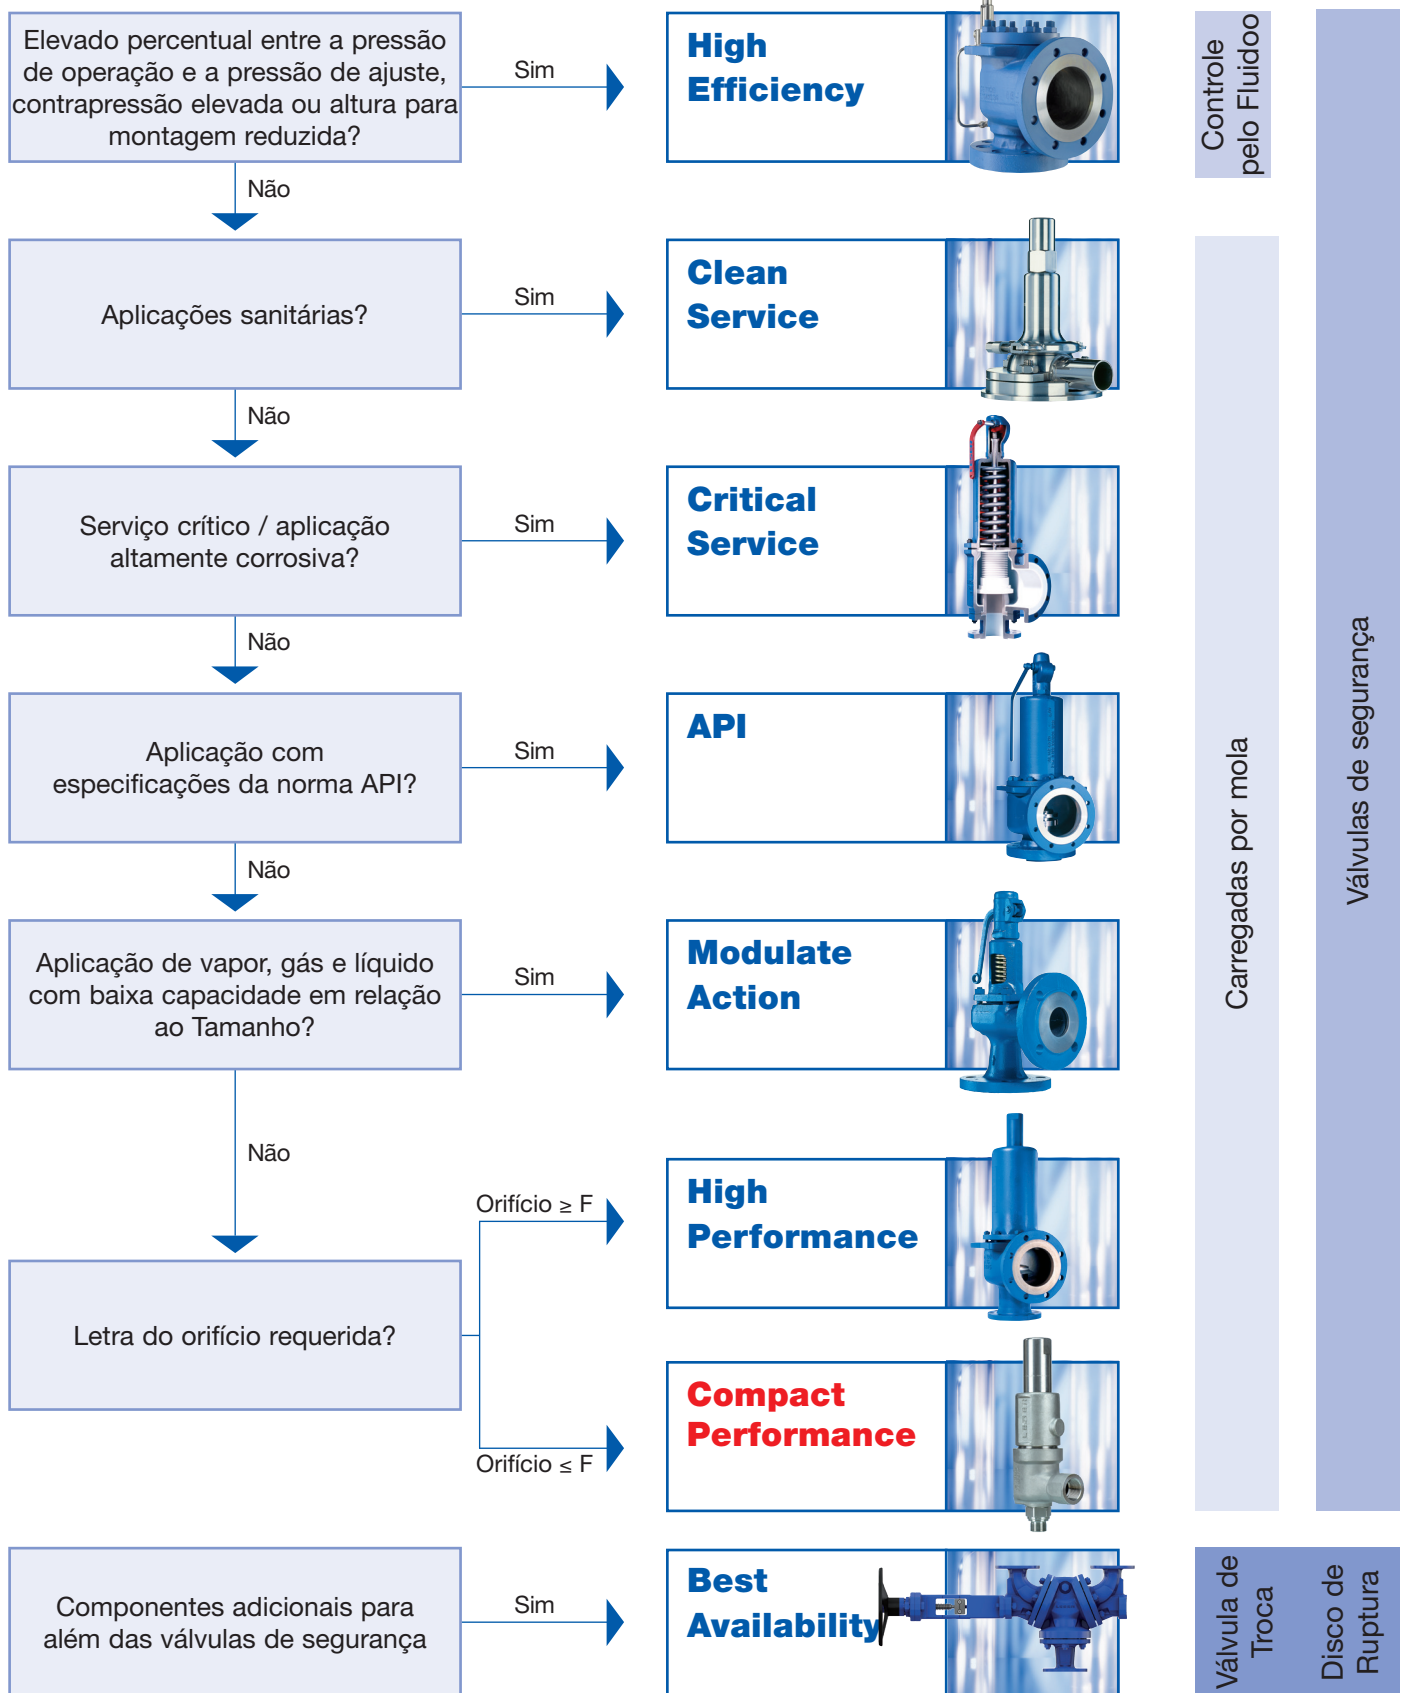 Elevado percentual entre a pressão
de operação e a pressão de ajuste,
contrapressão elevada ou altura para
montagem reduzida?
Sim
High
Efficiency
Controle
pelo Fluidoo
Não
Aplicações sanitárias?
Sim
Clean
Service
Não
Serviço crítico / aplicação
altamente corrosiva?
Sim
Critical
Service
Não
Aplicação com
especificações da norma API?
Sim
API
Não
Aplicação de vapor, gás e líquido
com baixa capacidade em relação
ao Tamanho?
Sim
Modulate
Action
Não
Letra do orifício requerida?
Orifício ≥ F
High
Performance
Orifício ≤ F
Compact
Performance
Carregadas por mola
Válvulas de segurança
Componentes adicionais para
além das válvulas de segurança
Sim
Best
Availability
Válvula de
Troca
Disco de
Ruptura